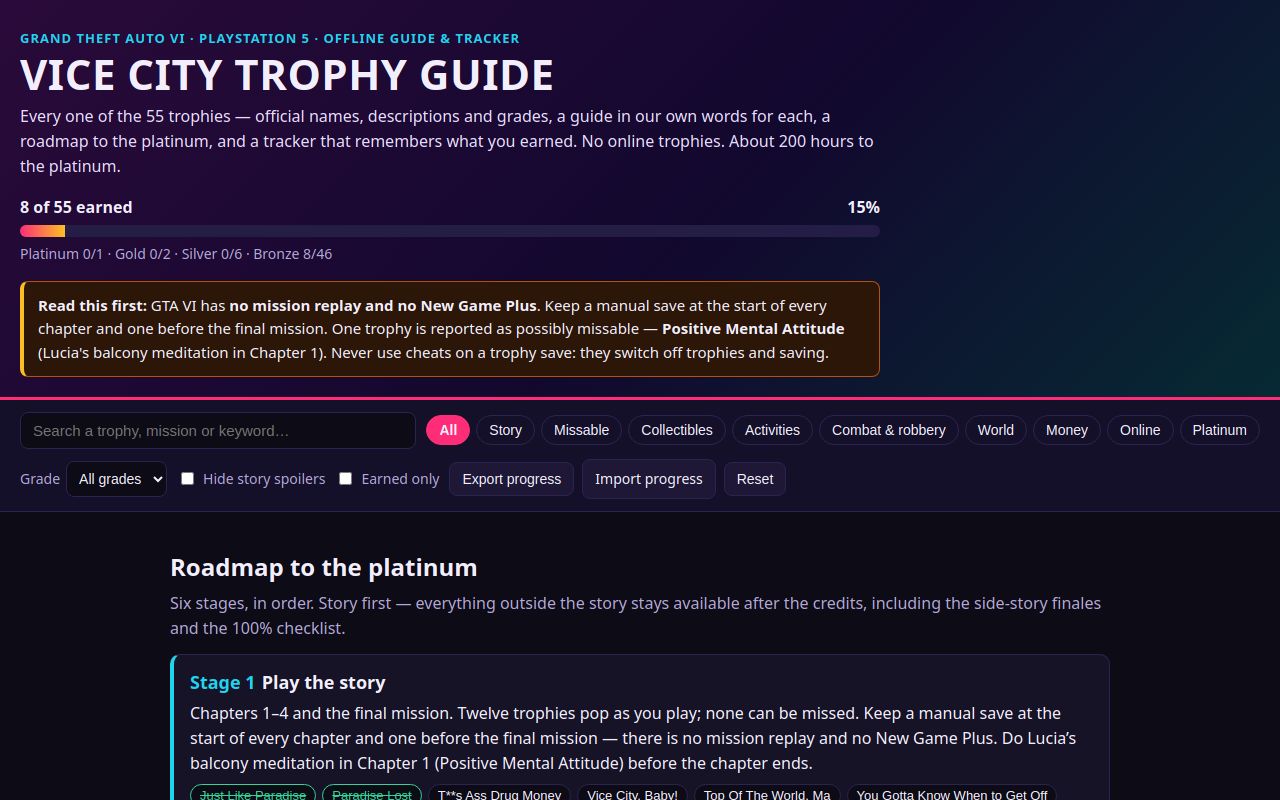 GRAND THEFT AUTO VI · PLAYSTATION 5 · OFFLINE GUIDE & TRACKER
VICE CITY TROPHY GUIDE
Every one of the 55 trophies — official names, descriptions and grades, a guide in our own words for each, a
roadmap to the platinum, and a tracker that remembers what you earned. No online trophies. About 200 hours to
the platinum.
8 of 55 earned 15%
Platinum 0/1 · Gold 0/2 · Silver 0/6 · Bronze 8/46
Read this first: GTA VI has no mission replay and no New Game Plus. Keep a manual save at the start of every
chapter and one before the final mission. One trophy is reported as possibly missable — Positive Mental Attitude
(Lucia's balcony meditation in Chapter 1). Never use cheats on a trophy save: they switch off trophies and saving.
Search a trophy, mission or keyword… All Story Missable Collectibles Activities Combat & robbery World Money Online Platinum
Grade All grades Hide story spoilers Earned only Export progress Import progress Reset
Roadmap to the platinum
Six stages, in order. Story first — everything outside the story stays available after the credits, including the side-story finales
and the 100% checklist.
Stage 1 Play the story
Chapters 1–4 and the final mission. Twelve trophies pop as you play; none can be missed. Keep a manual save at the
start of every chapter and one before the final mission — there is no mission replay and no New Game Plus. Do Lucia’s
balcony meditation in Chapter 1 (Positive Mental Attitude) before the chapter ends.
Just Like Paradise Paradise Lost T**s Ass Drug Money Vice City, Baby! Top Of The World, Ma You Gotta Know When to Get Off